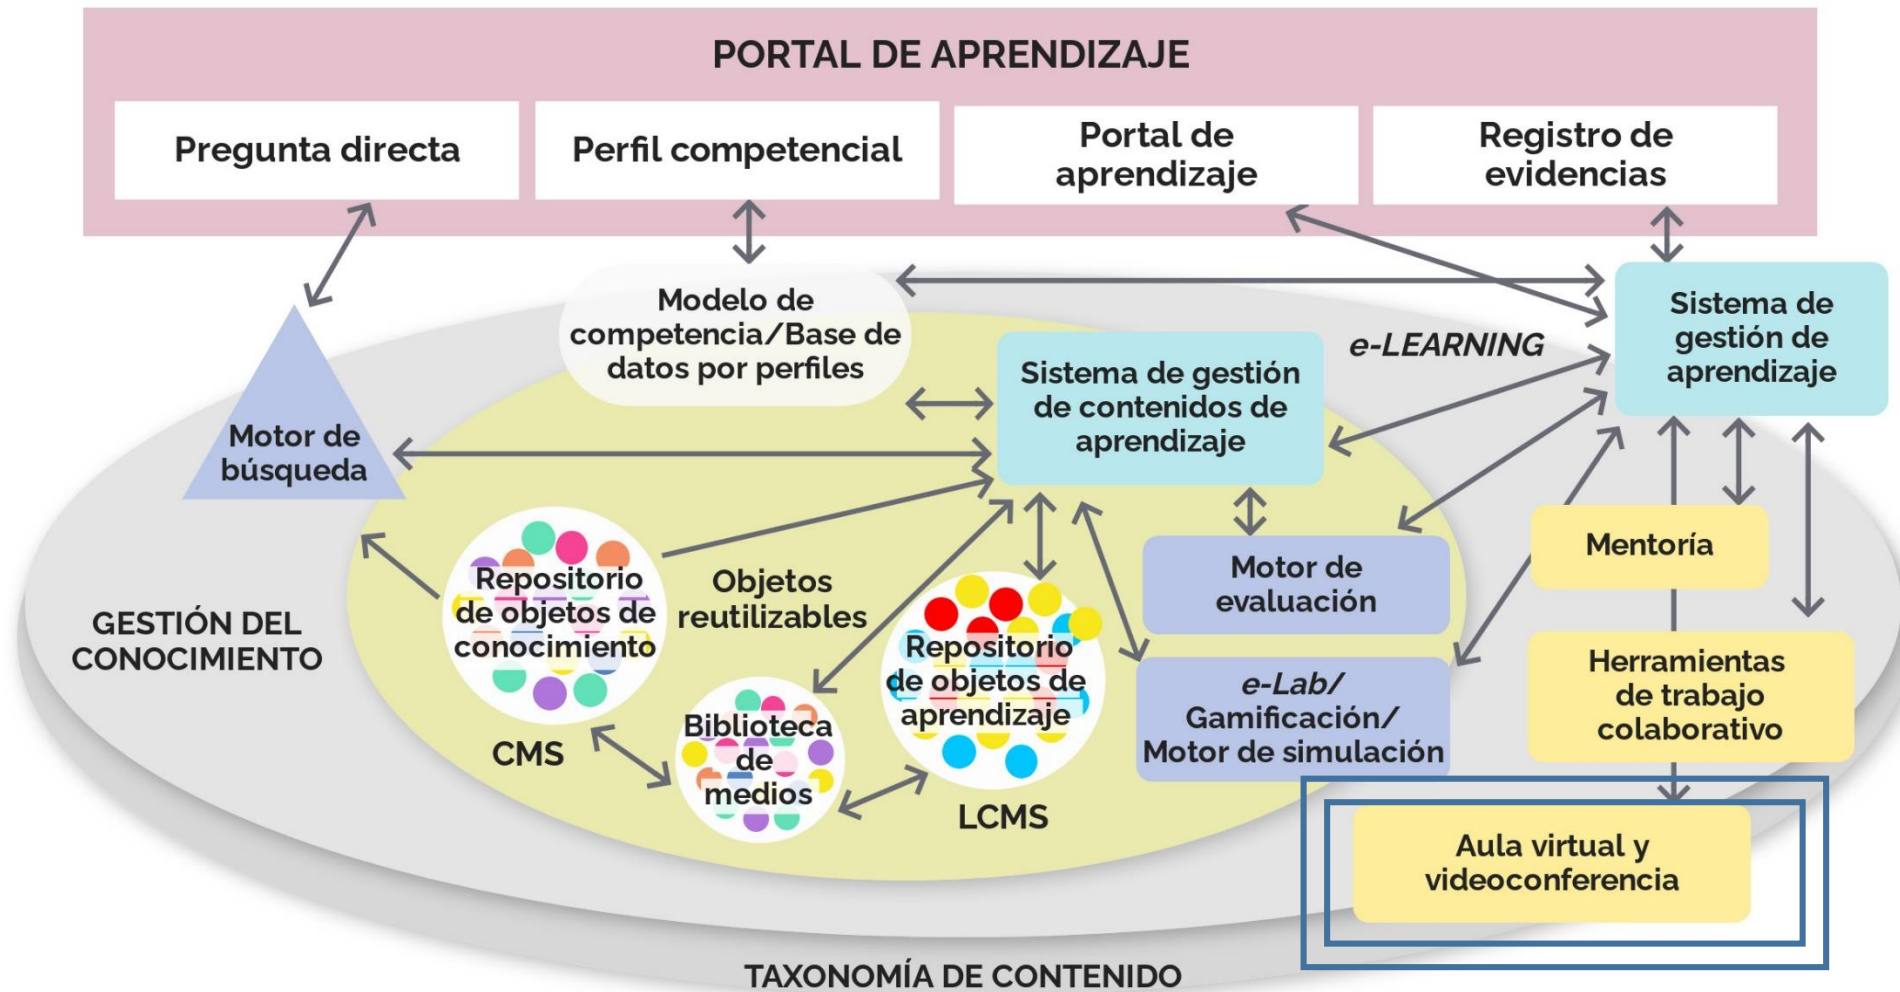 PORTAL DE APRENDIZAJE
Pregunta directa
Perfil competencial
Portal de
aprendizaje
Registro de
evidencias
Modelo de
competencia/Base de
datos por perfiles
Sistema de
gestión de
aprendizaje
e-LEARNING
Sistema de gestión
de contenidos de
aprendizaje
Motor de
búsqueda
Mentoría
Motor de
evaluación
Objetos
reutilizables
Repositorio
de objetos de
conocimiento
GESTIÓN DEL
CONOCIMIENTO
Repositorio
de objetos de
aprendizaje
e-Lab/
Gamificación/
Motor de simulación
Herramientas
de trabajo
colaborativo
CMS
Biblioteca
de
medios
LCMS
Aula virtual y
videoconferencia
TAXONOMÍA DE CONTENIDO